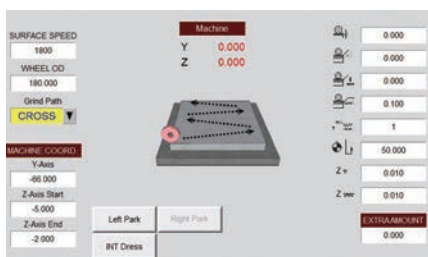 SURFACE SPEED
1800
WHEEL OD
180.000
Grind Path
CROSS
MACHINE COORD
Y-Axis
-66.000
Z-Axis Start
-5.000
Z-Axis End
-2.000
Machine
Y 0.000
Z 0.000
Left Park
Right Park
INT Dress
0.000
0.000
0.000
0.100
1
50.000
Z 0.010
Z 0.010
EXTRAAMOUNT
0.000